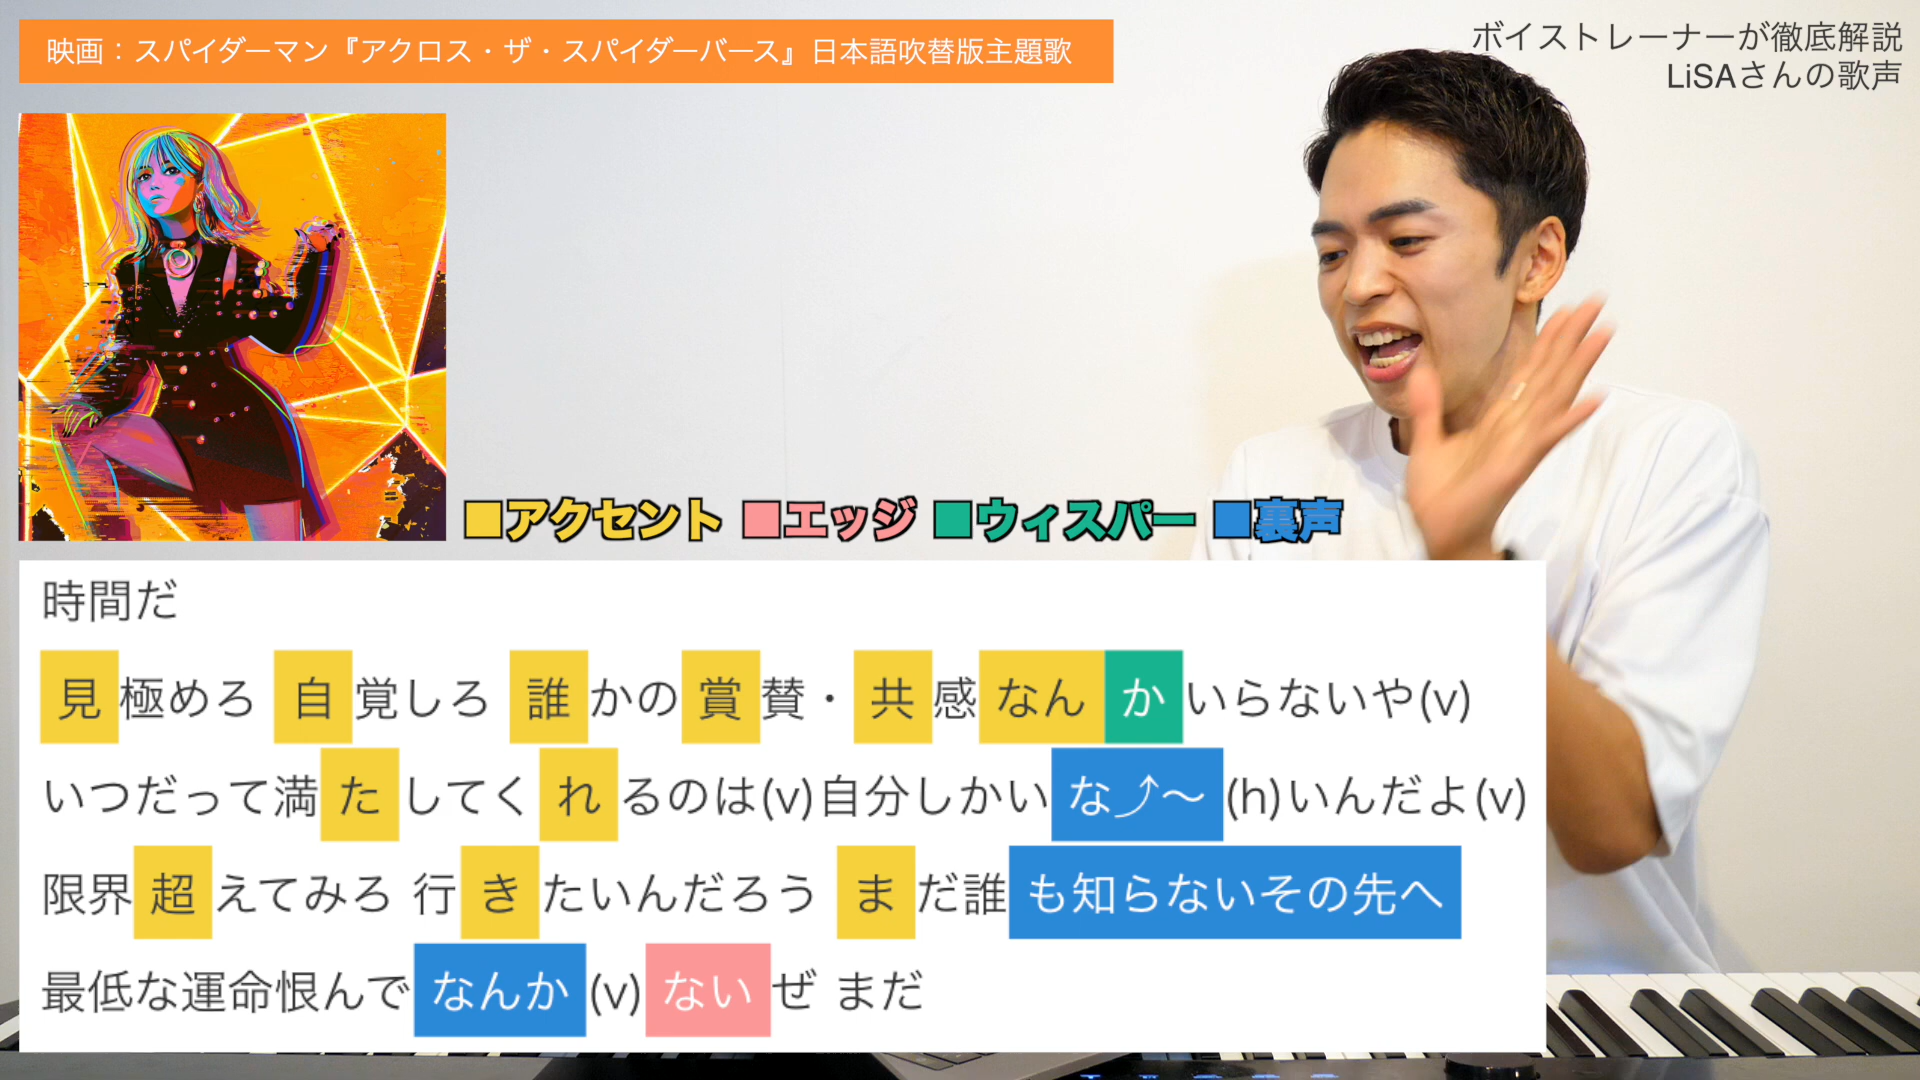 映画：スパイダーマン『アクロス・ザ・スパイダーバース』日本語吹替版主題歌
ボイストレーナーが徹底解説
LiSAさんの歌声
■アクセント ■エッジ ■ウィスパー ■裏声
時間だ
見極めろ 自覚しろ 誰かの賞賛・共感なんかいらないや(v)
いつだって満たしてくれるのは(v)自分しかいな⤴〜(h)いんだよ(v)
限界超えてみろ 行きたいんだろう まだ誰も知らないその先へ
最低な運命恨んでなんか(v)ないぜ まだ